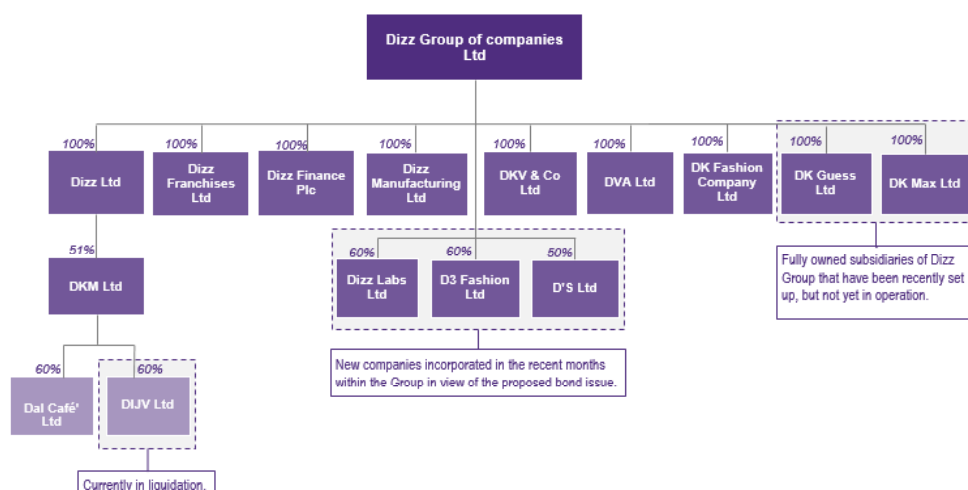 Dizz Group of companies
Ltd
100%
100%
100%
100%
100%
100%
100%
100%
100%
Dizz Ltd
Dizz
Franchises
Ltd
Dizz Finance
Plc
Dizz
Manufacturing
Ltd
DKV & Co
Ltd
DVA Ltd
DK Fashion
Company
Ltd
DK Guess
Ltd
DK Max Ltd
51%
DKM Ltd
60%
60%
50%
Dizz Labs
Ltd
D3 Fashion
Ltd
D'S Ltd
Fully owned subsidiaries of Dizz
Group that have been recently set
up, but not yet in operation.
New companies incorporated in the recent months
within the Group in view of the proposed bond issue.
60%
60%
Dal Café'
Ltd
DIJV Ltd
Currently in liquidation.